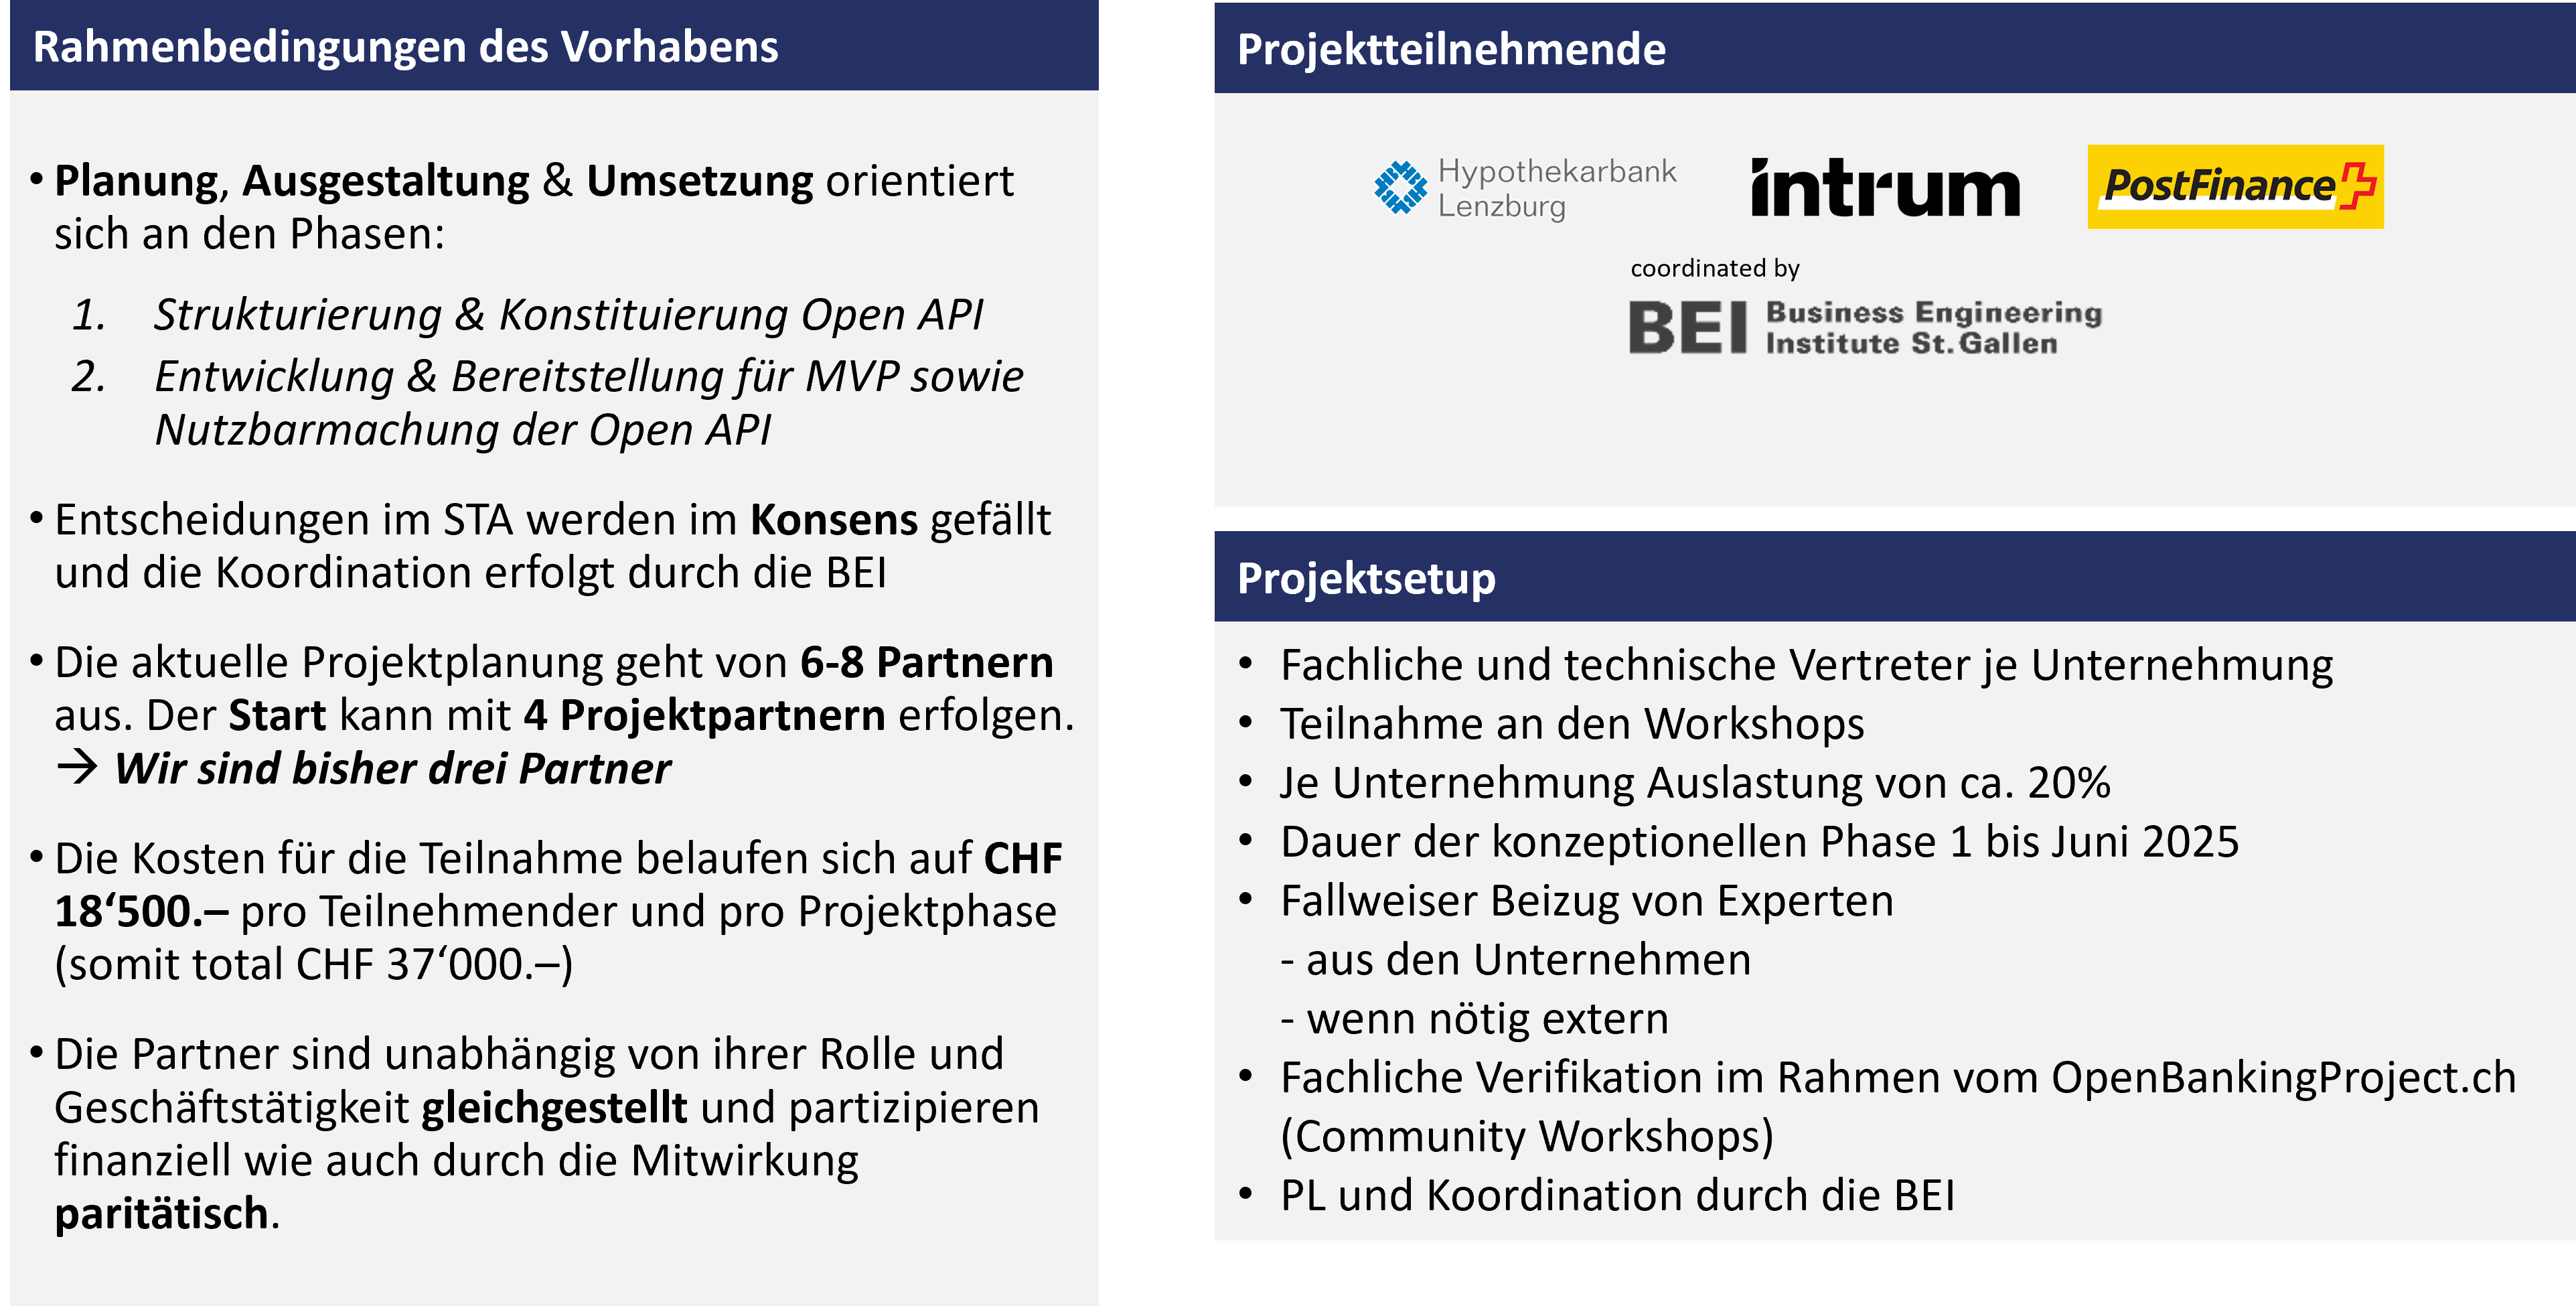 Rahmenbedingungen des Vorhabens
• Planung, Ausgestaltung & Umsetzung orientiert
sich an den Phasen:
1. Strukturierung & Konstituierung Open API
2. Entwicklung & Bereitstellung für MVP sowie
Nutzbarmachung der Open API
• Entscheidungen im STA werden im Konsens gefällt
und die Koordination erfolgt durch die BEI
• Die aktuelle Projektplanung geht von 6-8 Partnern
aus. Der Start kann mit 4 Projektpartnern erfolgen.
→ Wir sind bisher drei Partner
• Die Kosten für die Teilnahme belaufen sich auf CHF
18‘500.– pro Teilnehmender und pro Projektphase
(somit total CHF 37‘000.–)
• Die Partner sind unabhängig von ihrer Rolle und
Geschäftstätigkeit gleichgestellt und partizipieren
finanziell wie auch durch die Mitwirkung
paritätisch.
Projektteilnehmende
Hypothekarbank
Lenzburg
intrum
PostFinance
coordinated by
BEI Business Engineering
Institute St.Gallen
Projektsetup
• Fachliche und technische Vertreter je Unternehmung
• Teilnahme an den Workshops
• Je Unternehmung Auslastung von ca. 20%
• Dauer der konzeptionellen Phase 1 bis Juni 2025
• Fallweiser Beizug von Experten
- aus den Unternehmen
- wenn nötig extern
• Fachliche Verifikation im Rahmen vom OpenBankingProject.ch
(Community Workshops)
• PL und Koordination durch die BEI